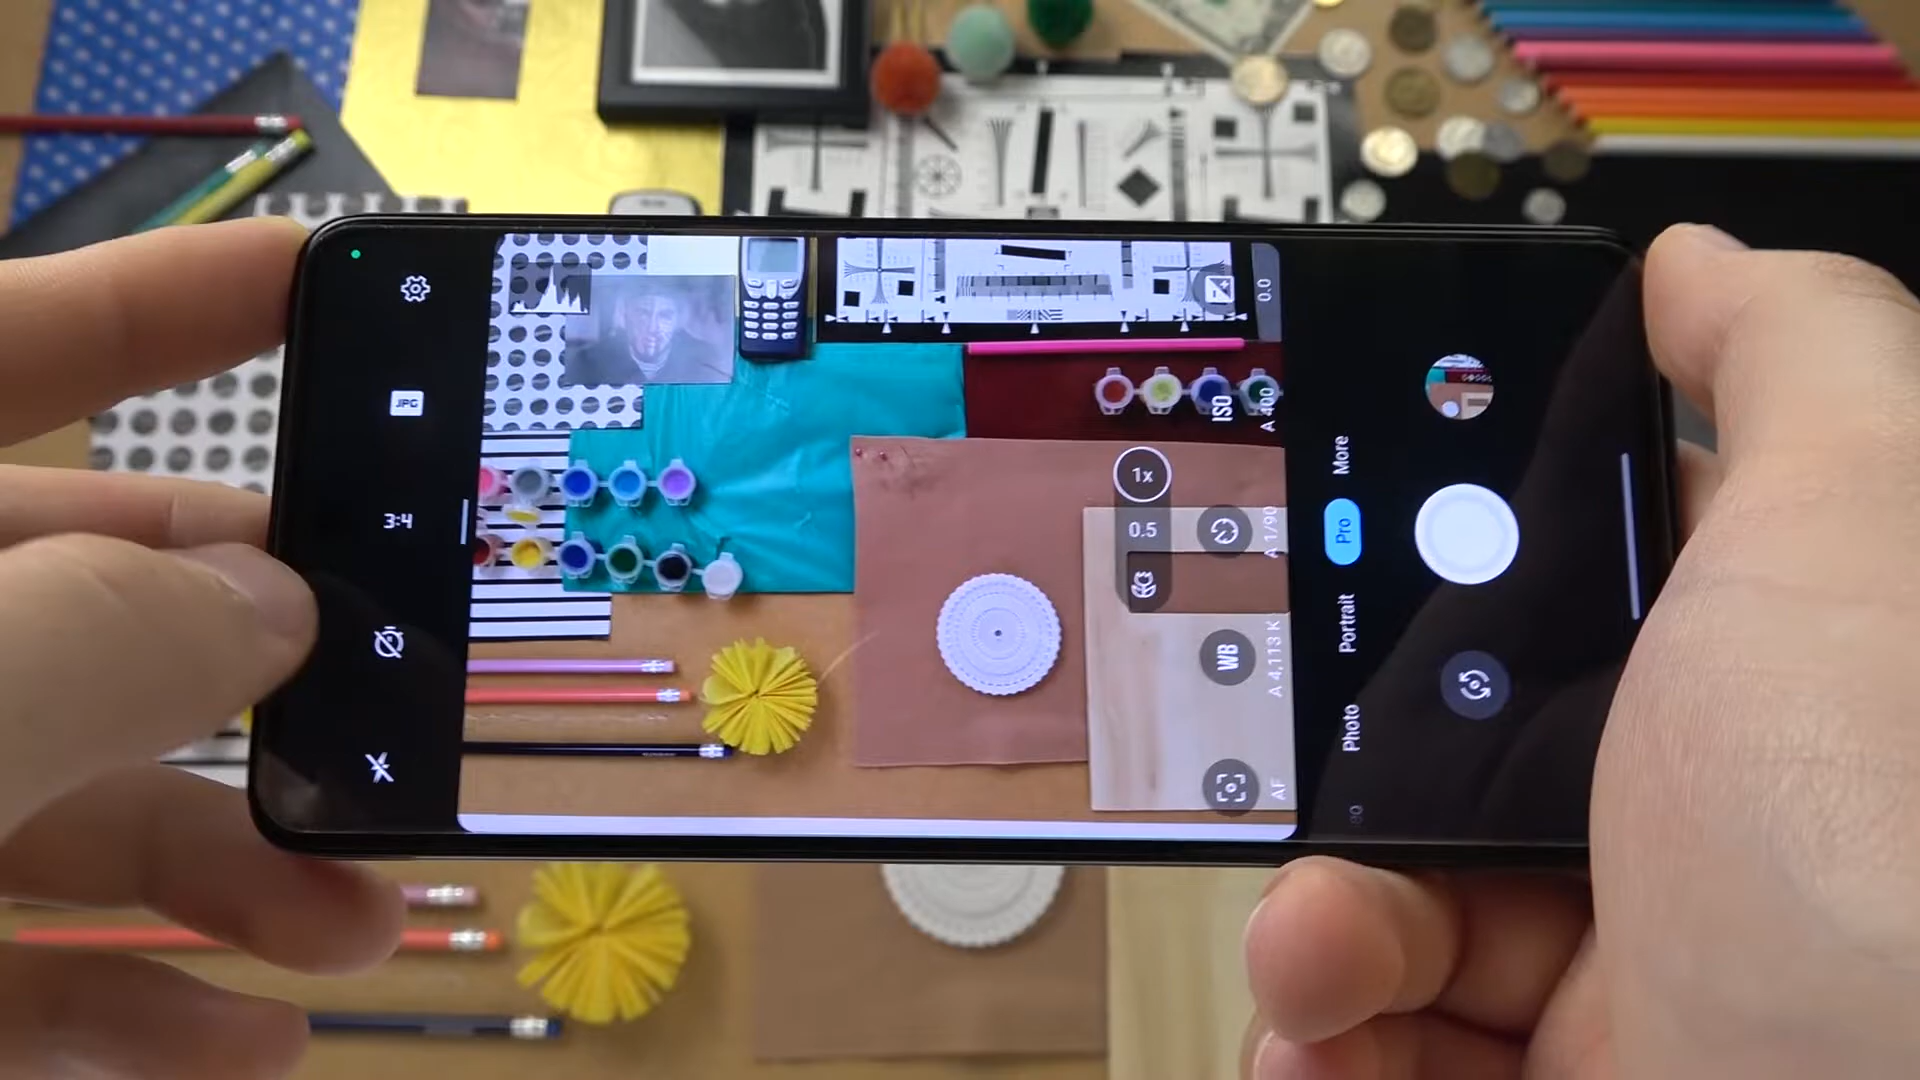 JPG
3:4
0.0
ISO
A 400
1x
0.5
A 1/90
WB
A 4,113 K
AF
More
Pro
Portrait
Photo